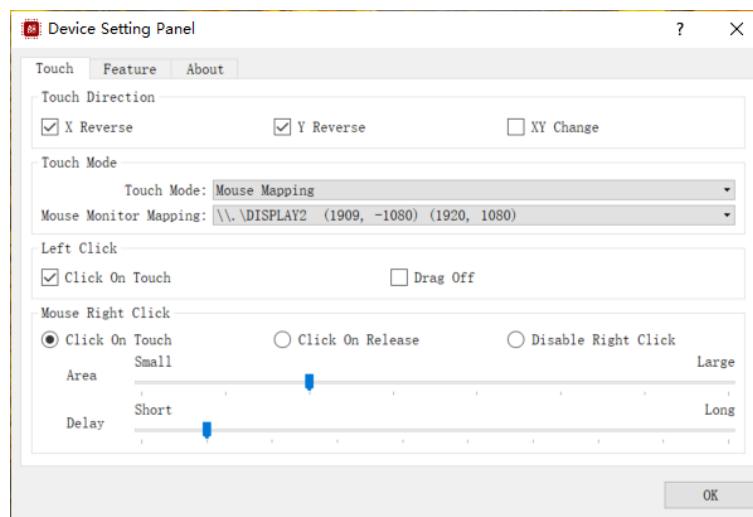 Device Setting Panel
Touch Feature About
Touch Direction
X Reverse Y Reverse XY Change
Touch Mode
Touch Mode: Mouse Mapping
Mouse Monitor Mapping: \\.\DISPLAY2 (1909, -1080) (1920, 1080)
Left Click
Click On Touch Drag Off
Mouse Right Click
Click On Touch Click On Release Disable Right Click
Small Large
Area
Short Long
Delay
OK